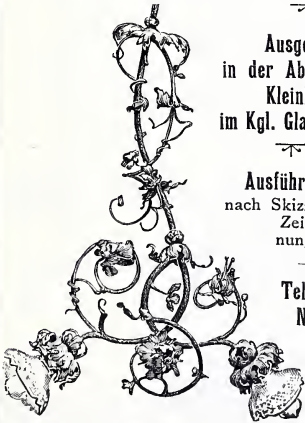 Ausge
in der Ab
Klein
im Kgl. Gla
Ausführ
nach Skiz
Zei
nun
Tel
N